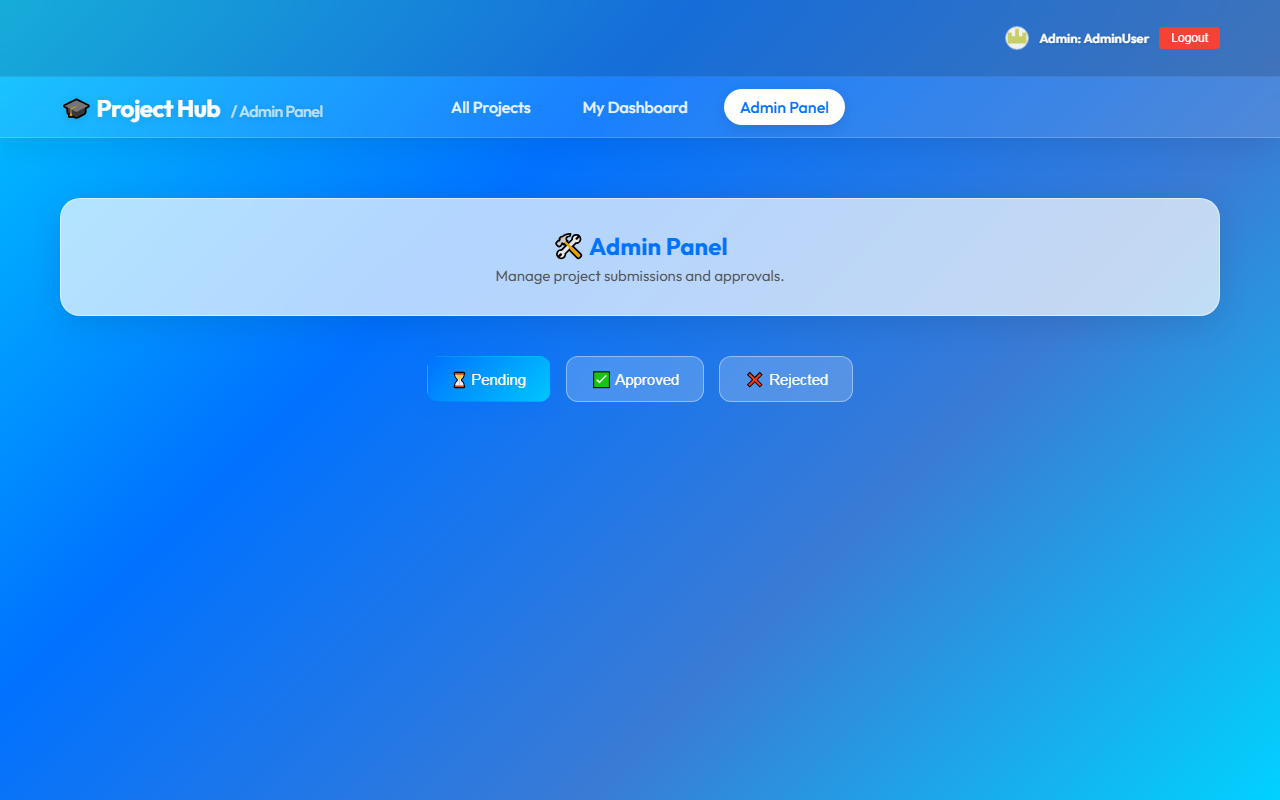 Admin: AdminUser
Logout
Project Hub / Admin Panel
All Projects
My Dashboard
Admin Panel
Admin Panel
Manage project submissions and approvals.
Pending
Approved
Rejected